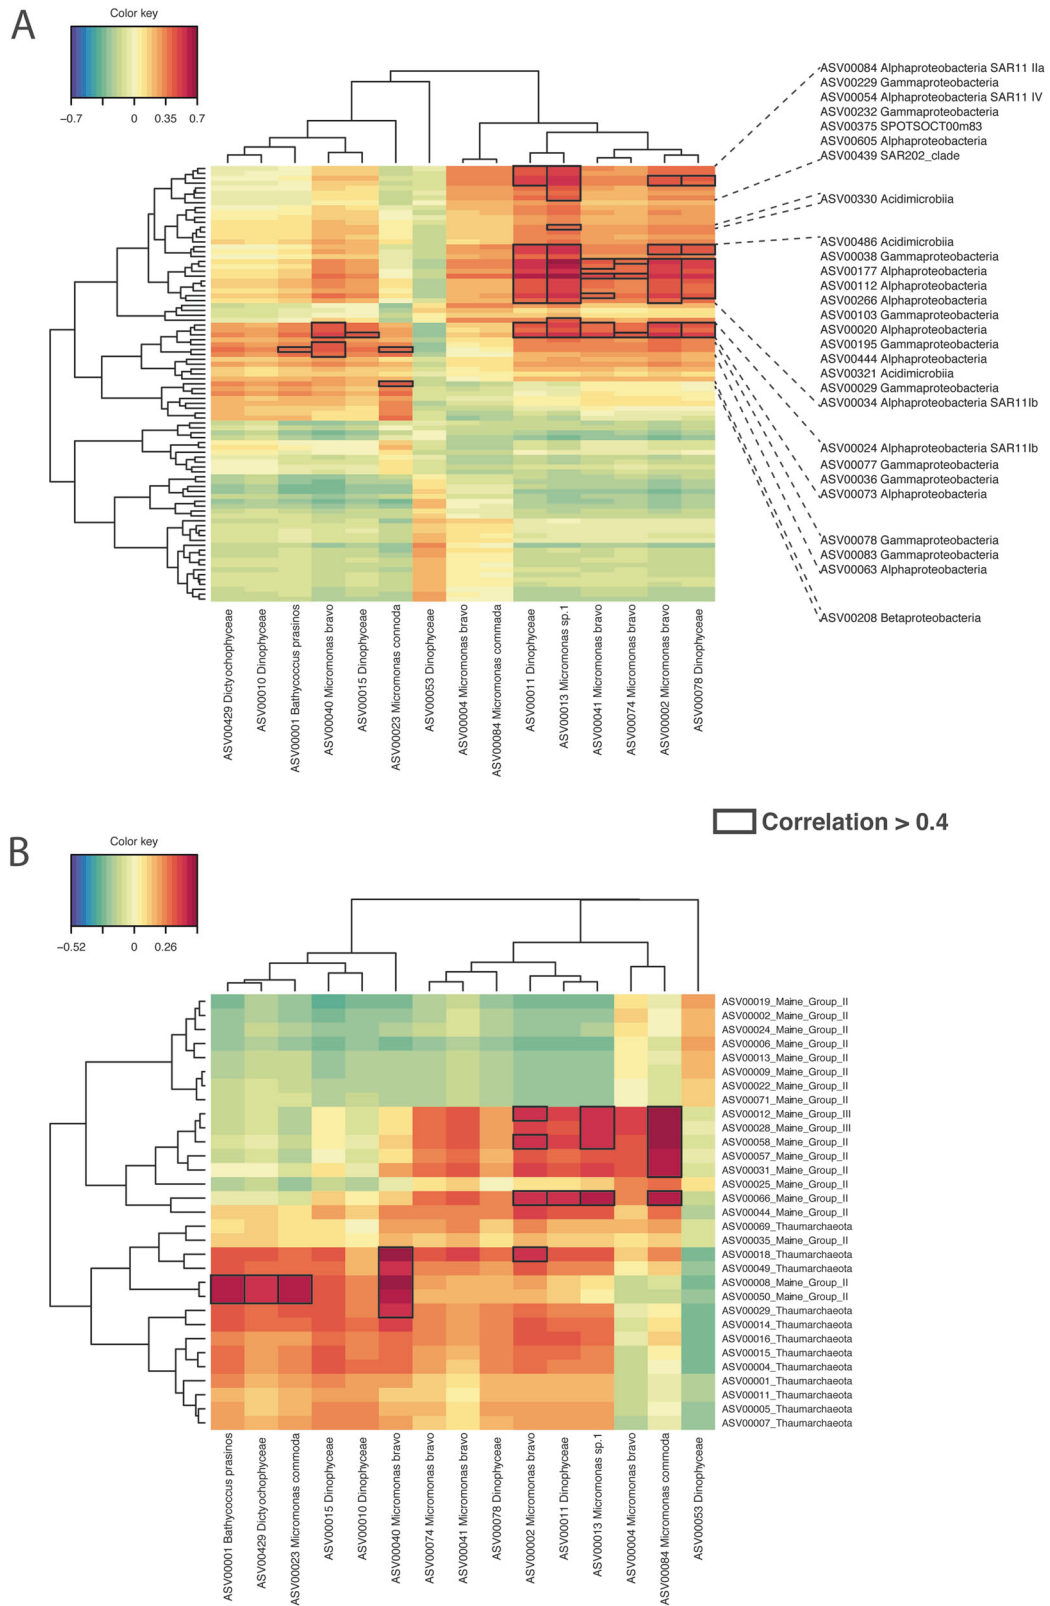 A
Color key
−0.7 0 0.35 0.7
ASV00084 Alphaproteobacteria SAR11 IIa
ASV00229 Gammaproteobacteria
ASV00054 Alphaproteobacteria SAR11 IV
ASV00232 Gammaproteobacteria
ASV00375 SPOTSOCT00m83
ASV00605 Alphaproteobacteria
ASV00439 SAR202_clade
ASV00330 Acidimicrobiia
ASV00486 Acidimicrobiia
ASV00038 Gammaproteobacteria
ASV00177 Alphaproteobacteria
ASV00112 Alphaproteobacteria
ASV00266 Alphaproteobacteria
ASV00103 Gammaproteobacteria
ASV00020 Alphaproteobacteria
ASV00195 Gammaproteobacteria
ASV00444 Alphaproteobacteria
ASV00321 Acidimicrobiia
ASV00029 Gammaproteobacteria
ASV00034 Alphaproteobacteria SAR11Ib
ASV00024 Alphaproteobacteria SAR11Ib
ASV00077 Gammaproteobacteria
ASV00036 Gammaproteobacteria
ASV00073 Alphaproteobacteria
ASV00078 Gammaproteobacteria
ASV00083 Gammaproteobacteria
ASV00063 Alphaproteobacteria
ASV00208 Betaproteobacteria
ASV00429 Dictyochophyceae
ASV00010 Dinophyceae
ASV00001 Bathycoccus prasinos
ASV00040 Micromonas bravo
ASV00015 Dinophyceae
ASV00023 Micromonas connoda
ASV00053 Dinophyceae
ASV00004 Micromonas bravo
ASV00084 Micromonas commada
ASV00011 Dinophyceae
ASV00013 Micromonas sp.1
ASV00041 Micromonas bravo
ASV00074 Micromonas bravo
ASV00002 Micromonas bravo
ASV00078 Dinophyceae
Correlation > 0.4
B
Color key
−0.52 0 0.26
ASV00019_Maine_Group_II
ASV00002_Maine_Group_II
ASV00024_Maine_Group_II
ASV00006_Maine_Group_II
ASV00013_Maine_Group_II
ASV00009_Maine_Group_II
ASV00022_Maine_Group_II
ASV00071_Maine_Group_II
ASV00012_Maine_Group_III
ASV00028_Maine_Group_III
ASV00058_Maine_Group_II
ASV00057_Maine_Group_II
ASV00031_Maine_Group_II
ASV00025_Maine_Group_II
ASV00066_Maine_Group_II
ASV00044_Maine_Group_II
ASV00069_Thaumarchaeota
ASV00035_Maine_Group_II
ASV00018_Thaumarchaeota
ASV00049_Thaumarchaeota
ASV00008_Maine_Group_II
ASV00050_Maine_Group_II
ASV00029_Thaumarchaeota
ASV00014_Thaumarchaeota
ASV00016_Thaumarchaeota
ASV00015_Thaumarchaeota
ASV00004_Thaumarchaeota
ASV00001_Thaumarchaeota
ASV00011_Thaumarchaeota
ASV00005_Thaumarchaeota
ASV00007_Thaumarchaeota
ASV00001 Bathycoccus prasinos
ASV00429 Dictyochophyceae
ASV00023 Micromonas commoda
ASV00015 Dinophyceae
ASV00010 Dinophyceae
ASV00040 Micromonas bravo
ASV00074 Micromonas bravo
ASV00041 Micromonas bravo
ASV00078 Dinophyceae
ASV00002 Micromonas bravo
ASV00011 Dinophyceae
ASV00013 Micromonas sp.1
ASV00004 Micromonas bravo
ASV00084 Micromonas commoda
ASV00053 Dinophyceae